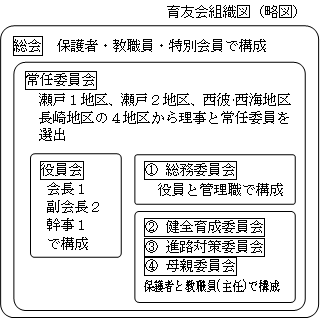 育友会組織図（略図）
総会　保護者・教職員・特別会員で構成
常任委員会
瀬戸１地区、瀬戸２地区、西彼・西海地区
長崎地区の４地区から理事と常任委員を
選出
役員会
会長１
副会長２
幹事１
で構成
① 総務委員会
役員と管理職で構成
② 健全育成委員会
③ 進路対策委員会
④ 母親委員会
保護者と教職員(主任)で構成